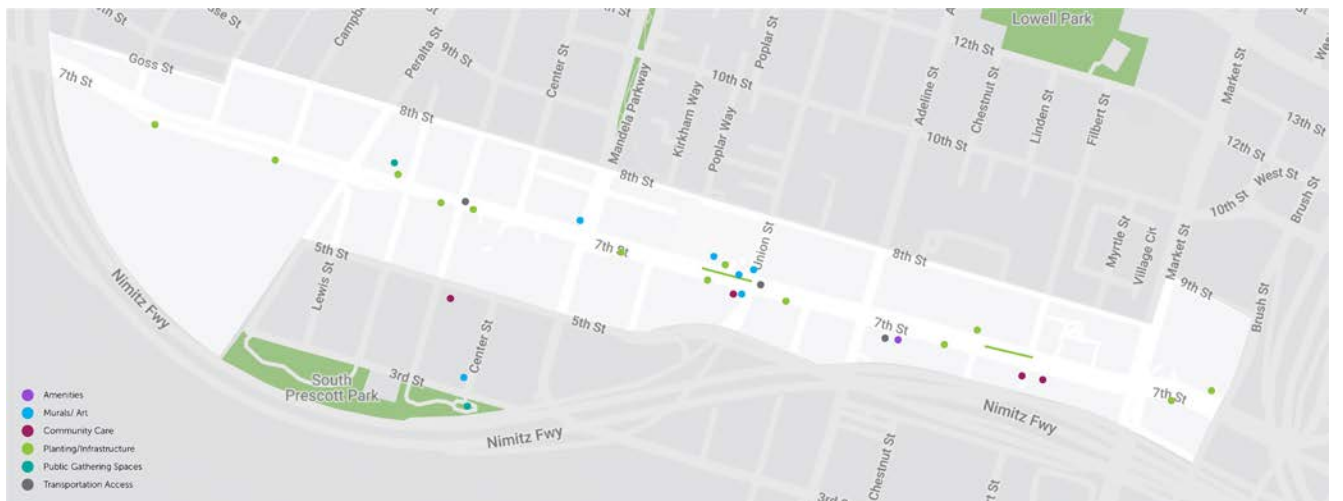 Lowell Park
12th St
Market St
13th St
12th St
West St
10th St
Brush St
Goss St
7th St
Peralta St
9th St
Center St
Mandela Parkway
Kirkham Way
10th St
Poplar St
Poplar Way
Adeline St
Chestnut St
10th St
Linden St
Filbert St
8th St
8th St
Union St
7th St
8th St
Myrtle St
Village Cir
Market St
9th St
Brush St
5th St
Lewis St
5th St
7th St
Nimitz Fwy
Center St
3rd St
South
Prescott Park
7th St
Nimitz Fwy
Nimitz Fwy
Chestnut St
Amenities
Murals/ Art
Community Care
Planting/Infrastructure
Public Gathering Spaces
Transportation Access